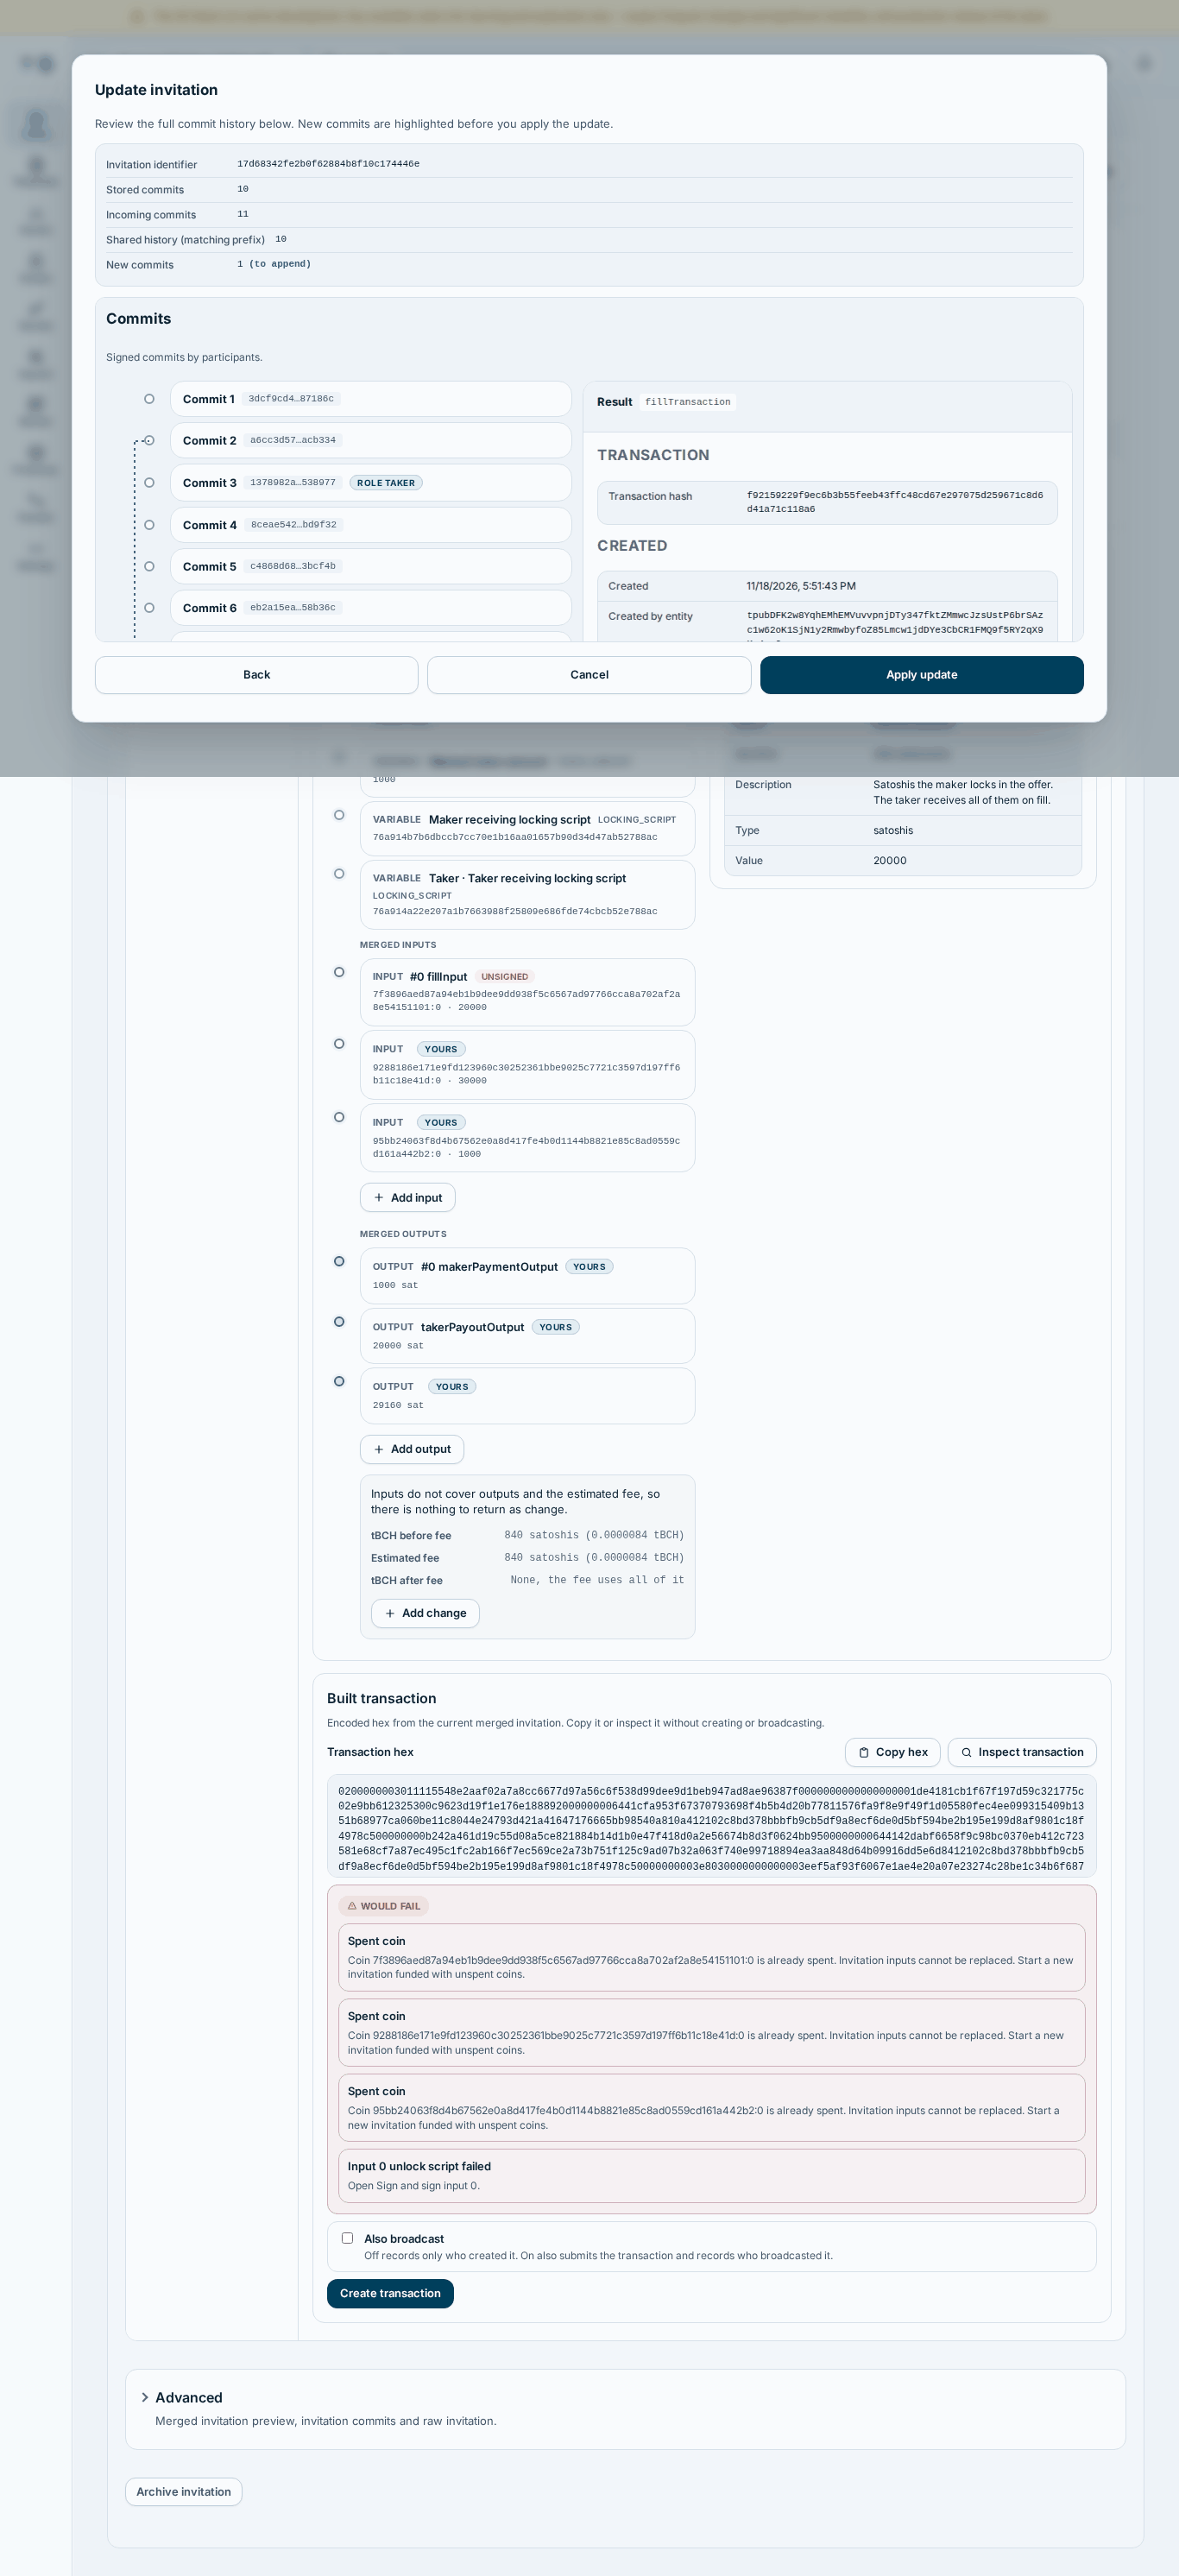 Update invitation
Review the full commit history below. New commits are highlighted before you apply the update.
Invitation identifier 17d68342fe2b0f62884b8f10c174446e
Stored commits 10
Incoming commits 11
Shared history (matching prefix) 10
New commits 1 (to append)
Commits
Signed commits by participants.
Commit 1 3dcf9cd4…87186c
Commit 2 a6cc3d57…acb334
Commit 3 1378982a…538977 ROLE TAKER
Commit 4 8ceae542…bd9f32
Commit 5 c4868d68…3bcf4b
Commit 6 eb2a15ea…58b36c
Result fillTransaction
TRANSACTION
Transaction hash f92159229f9ec6b3b55feeb43ffc48cd67e297075d259671c8d6
d41a71c118a6
CREATED
Created 11/18/2026, 5:51:43 PM
Created by entity tpubDFK2w8YqhEMhEMVuvvpnjDTy347fktZMmwcJzsUstP6brSAz
c1w62oK1SjN1y2RmwbyfoZ85Lmcw1jdDYe3CbCR1FMQ9f5RY2qX9
Back
Cancel
Apply update
1000
VARIABLE Maker receiving locking script LOCKING_SCRIPT
76a914b7b6dbccb7cc70e1b16aa01657b90d34d47ab52788ac
VARIABLE Taker · Taker receiving locking script
LOCKING_SCRIPT
76a914a22e207a1b7663988f25809e686fde74cbcb52e788ac
Description Satoshis the maker locks in the offer.
The taker receives all of them on fill.
Type satoshis
Value 20000
MERGED INPUTS
INPUT #0 fillInput UNSIGNED
7f3896aed87a94eb1b9dee9dd938f5c6567ad97766cca8a702af2a
8e54151101:0 · 20000
INPUT YOURS
9288186e171e9fd123960c30252361bbe9025c7721c3597d197ff6
b11c18e41d:0 · 30000
INPUT YOURS
95bb24063f8d4b67562e0a8d417fe4b0d1144b8821e85c8ad0559c
d161a442b2:0 · 1000
Add input
MERGED OUTPUTS
OUTPUT #0 makerPaymentOutput YOURS
1000 sat
OUTPUT takerPayoutOutput YOURS
20000 sat
OUTPUT YOURS
29160 sat
Add output
Inputs do not cover outputs and the estimated fee, so
there is nothing to return as change.
tBCH before fee 840 satoshis (0.0000084 tBCH)
Estimated fee 840 satoshis (0.0000084 tBCH)
tBCH after fee None, the fee uses all of it
Add change
Built transaction
Encoded hex from the current merged invitation. Copy it or inspect it without creating or broadcasting.
Transaction hex
Copy hex
Inspect transaction
0200000003011115548e2aaf02a7a8cc6677d97a56c6f538d99dee9d1beb947ad8ae96387f0000000000000000001de4181cb1f67f197d59c321775c
02e9bb612325300c9623d19f1e176e188892000000006441cfa953f67370793698f4b5b4d20b77811576fa9f8e9f49f1d05580fec4ee099315409b13
51b68977ca060be11c8044e24793d421a41647176665bb98540a810a412102c8bd378bbbfb9cb5df9a8ecf6de0d5bf594be2b195e199d8af9801c18f
4978c500000000b242a461d19c55d08a5ce821884b14d1b0e47f418d0a2e56674b8d3f0624bb9500000000644142dabf6658f9c98bc0370eb412c723
581e68cf7a87ec495c1fc2ab166f7ec569ce2a73b751f125c9ad07b32a063f740e99718894ea3aa848d64b09916dd5e6d8412102c8bd378bbbfb9cb5
df9a8ecf6de0d5bf594be2b195e199d8af9801c18f4978c50000000003e8030000000000003eef5af93f6067e1ae4e20a07e23274c28be1c34b6f687
WOULD FAIL
Spent coin
Coin 7f3896aed87a94eb1b9dee9dd938f5c6567ad97766cca8a702af2a8e54151101:0 is already spent. Invitation inputs cannot be replaced. Start a new
invitation funded with unspent coins.
Spent coin
Coin 9288186e171e9fd123960c30252361bbe9025c7721c3597d197ff6b11c18e41d:0 is already spent. Invitation inputs cannot be replaced. Start a new
invitation funded with unspent coins.
Spent coin
Coin 95bb24063f8d4b67562e0a8d417fe4b0d1144b8821e85c8ad0559cd161a442b2:0 is already spent. Invitation inputs cannot be replaced. Start a
new invitation funded with unspent coins.
Input 0 unlock script failed
Open Sign and sign input 0.
Also broadcast
Off records only who created it. On also submits the transaction and records who broadcasted it.
Create transaction
Advanced
Merged invitation preview, invitation commits and raw invitation.
Archive invitation